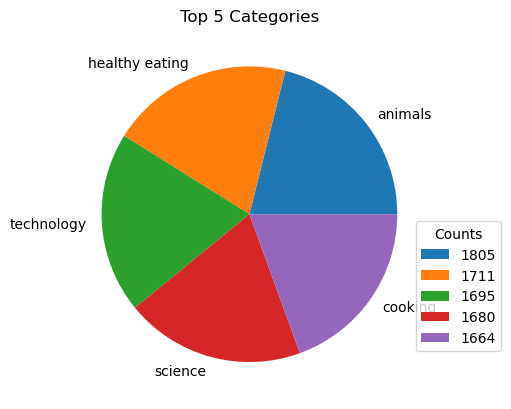 Top 5 Categories
healthy eating
animals
technology
cooking
science
Counts
1805
1711
1695
1680
1664